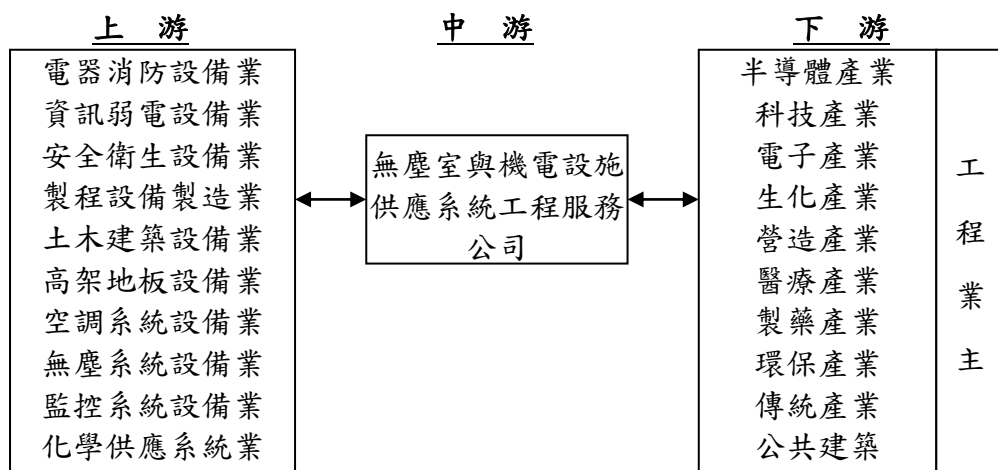 上 游
電器消防設備業
資訊弱電設備業
安全衛生設備業
製程設備製造業
土木建築設備業
高架地板設備業
空調系統設備業
無塵系統設備業
監控系統設備業
化學供應系統業
中 游
無塵室與機電設施
供應系統工程服務
公司
下 游
半導體產業
科技產業
電子產業
生化產業
營造產業
醫療產業
製藥產業
環保產業
傳統產業
公共建築
工
程
業
主